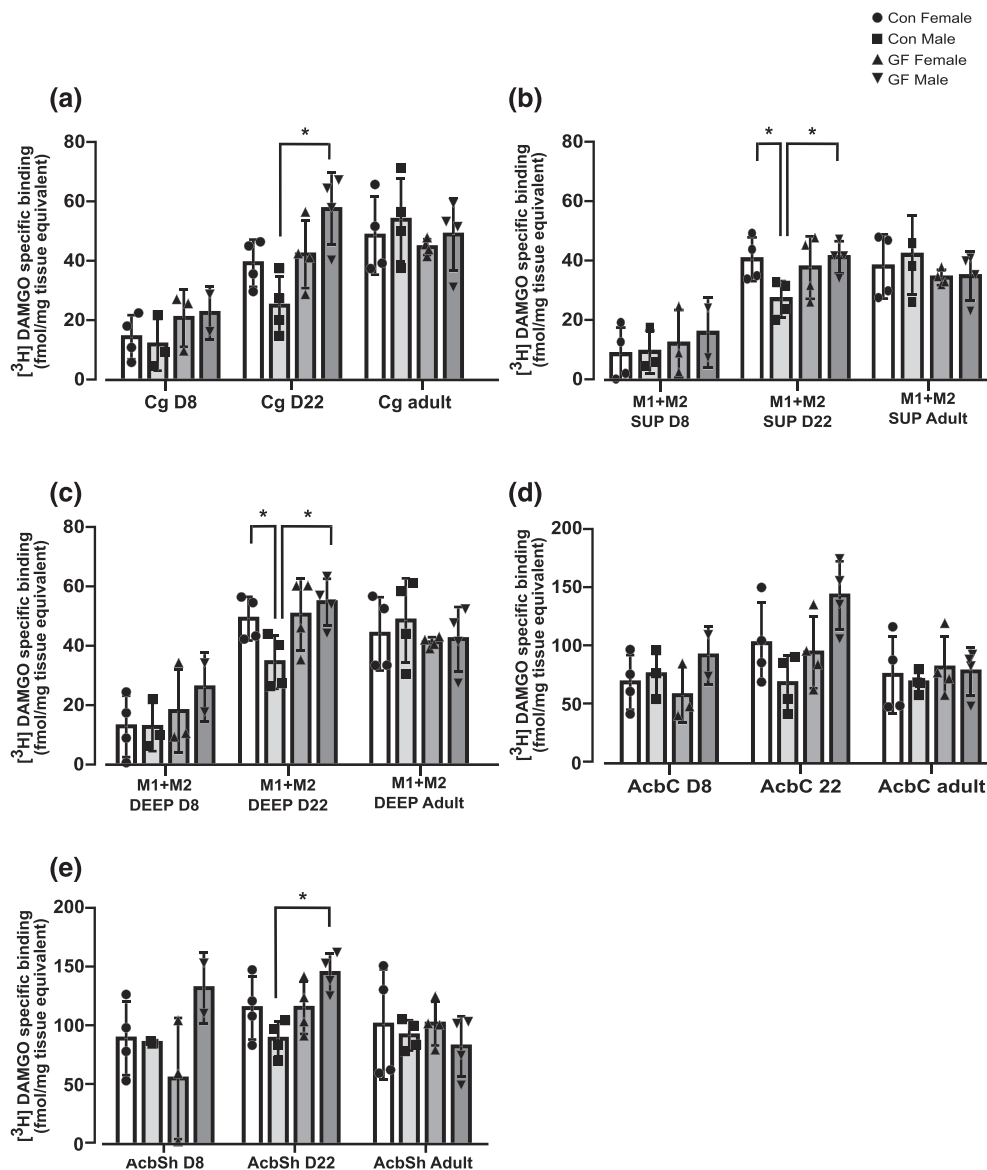 Con Female
Con Male
GF Female
GF Male
(a)
[3H] DAMGO specific binding
(fmol/mg tissue equivalent)
80
60
40
20
0
*
Cg D8
Cg D22
Cg adult
(b)
[3H] DAMGO specific binding
(fmol/mg tissue equivalent)
80
60
40
20
0
*
*
M1+M2
SUP D8
M1+M2
SUP D22
M1+M2
SUP Adult
(c)
[3H] DAMGO specific binding
(fmol/mg tissue equivalent)
80
60
40
20
0
*
*
M1+M2
DEEP D8
M1+M2
DEEP D22
M1+M2
DEEP Adult
(d)
[3H] DAMGO specific binding
(fmol/mg tissue equivalent)
200
150
100
50
0
AcbC D8
AcbC 22
AcbC adult
(e)
[3H] DAMGO specific binding
(fmol/mg tissue equivalent)
200
150
100
50
0
*
AcbSh D8
AcbSh D22
AcbSh Adult